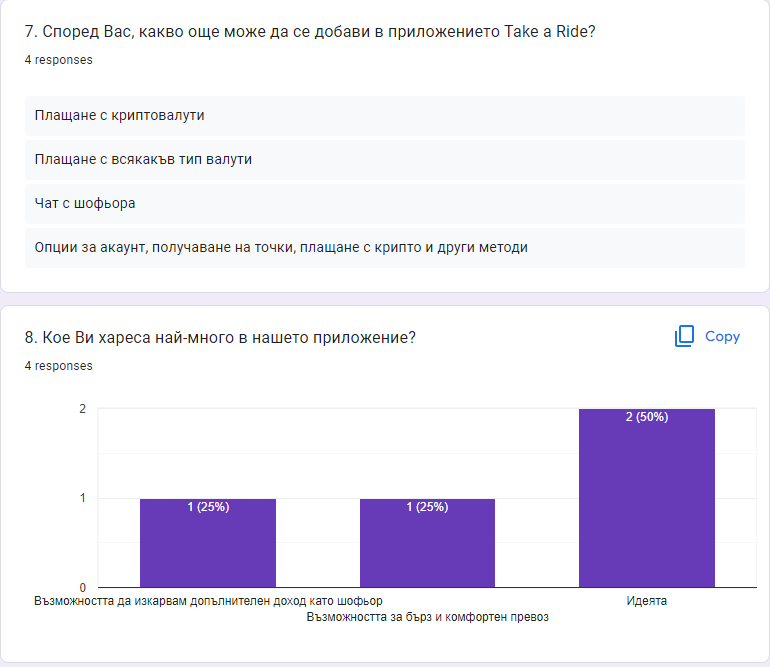 7. Според Вас, какво още може да се добави в приложението Take a Ride?
4 responses
Плащане с криптовалути
Плащане с всякакъв тип валути
Чат с шофьора
Опции за акаунт, получаване на точки, плащане с крипто и други методи
8. Кое Ви хареса най-много в нашето приложение?
Copy
4 responses
2
2 (50%)
1
1 (25%)
1 (25%)
0
Възможността да изкарвам допълнителен доход като шофьор
Идеята
Възможността за бърз и комфортен превоз